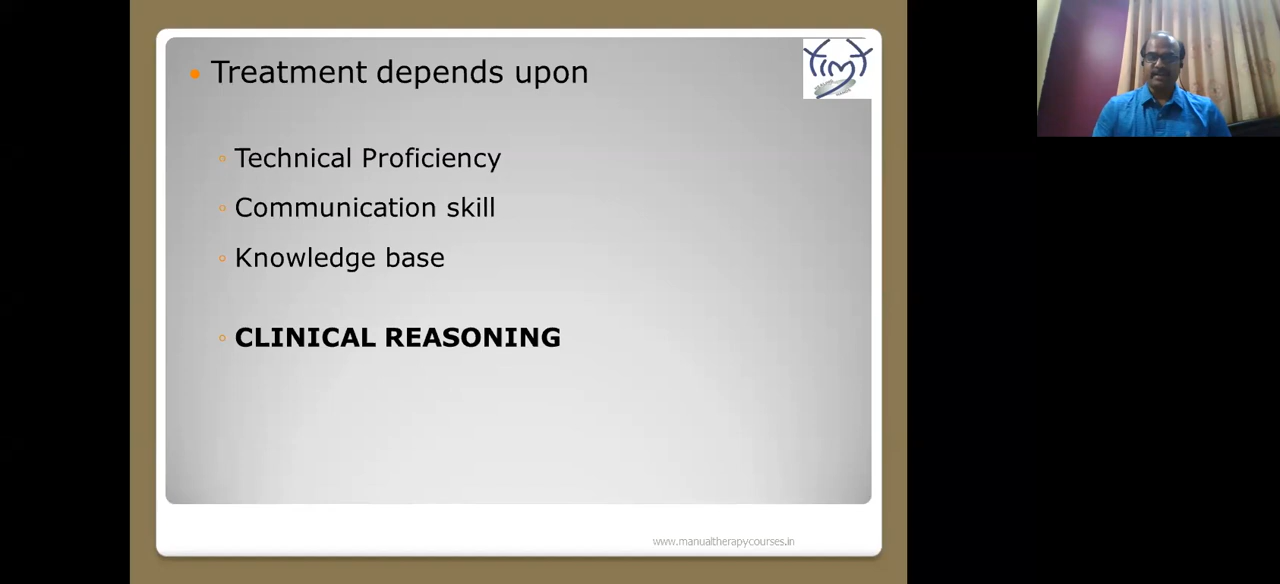 Treatment depends upon
Technical Proficiency
Communication skill
Knowledge base
CLINICAL REASONING
www.manualtherapycourses.in